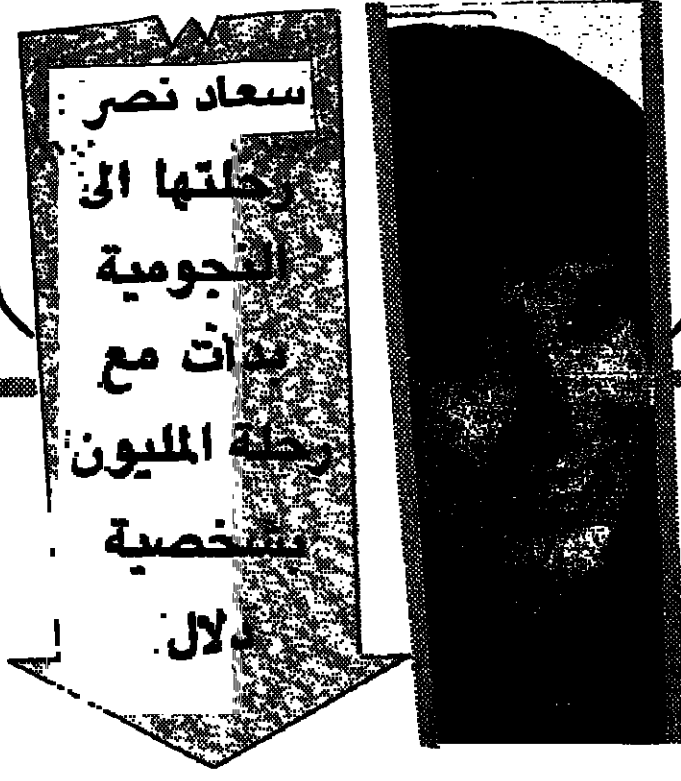 سعاد نصر :
رحلتها الى
النجومية
بدأت مع
رحلة المليون
بشخصية
دلال.